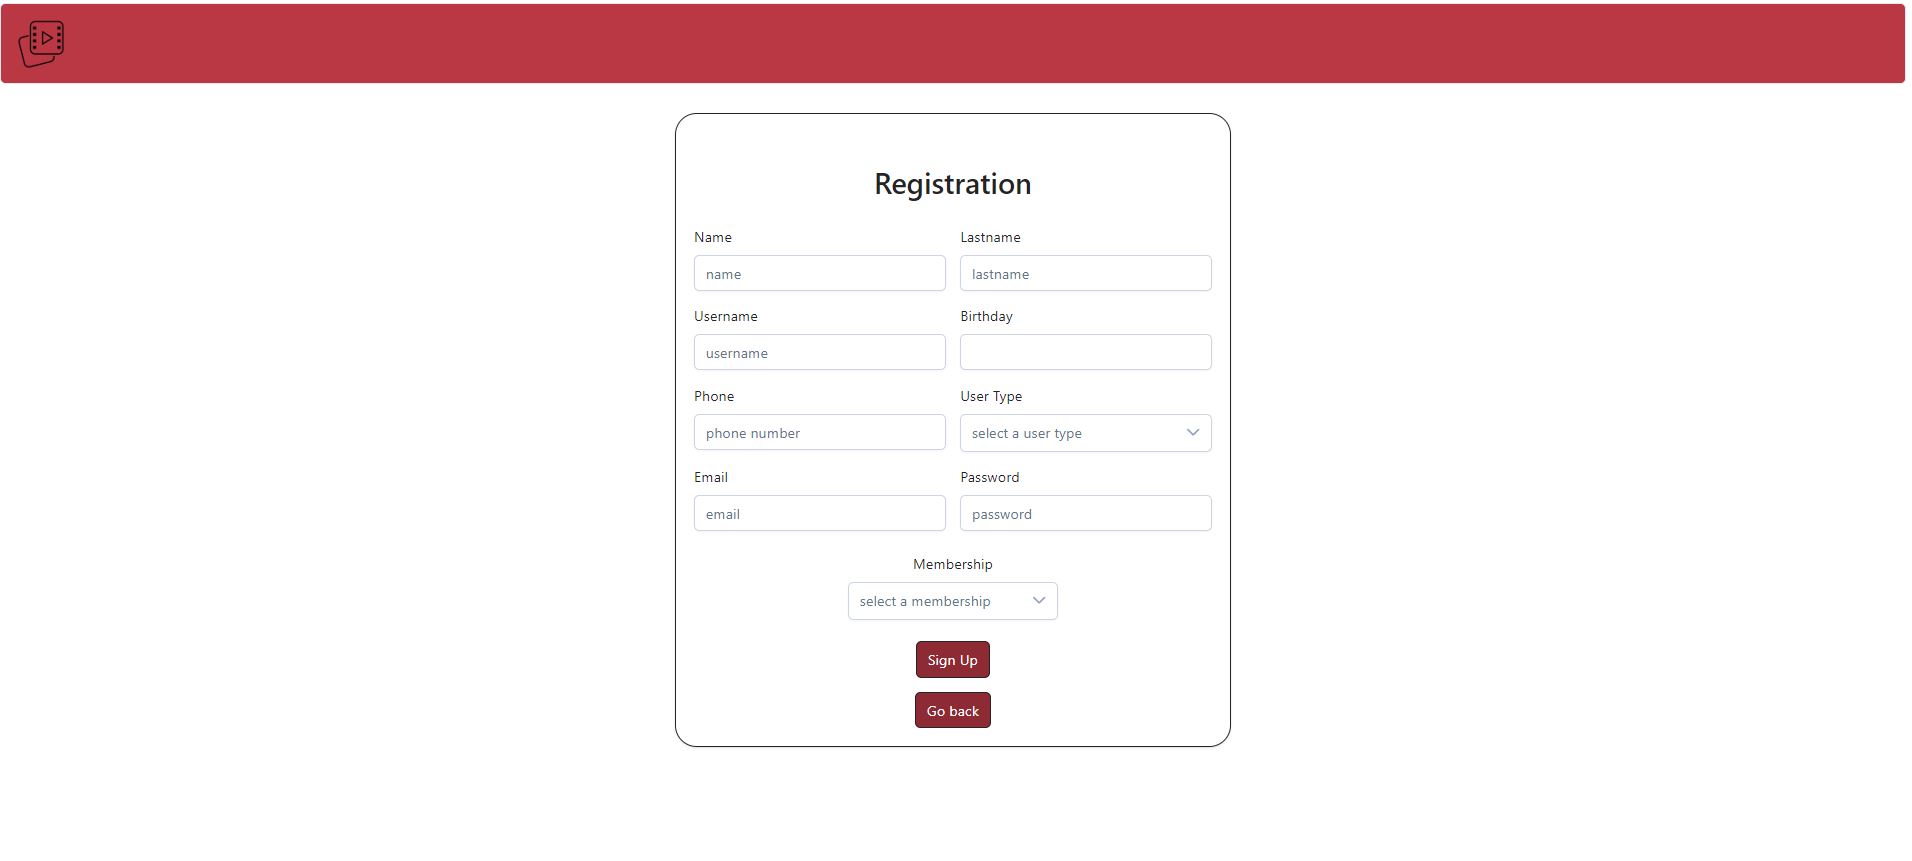 Registration
Name
Lastname
name
lastname
Username
Birthday
username
Phone
User Type
phone number
select a user type
Email
Password
email
password
Membership
select a membership
Sign Up
Go back